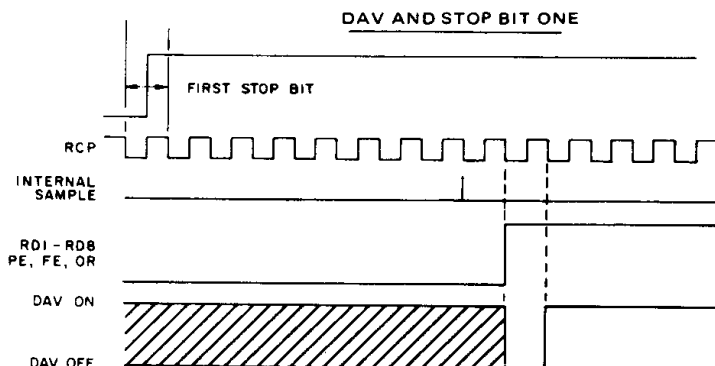 DAV AND STOP BIT ONE
FIRST STOP BIT
RCP
INTERNAL
SAMPLE
RD1-RD8
PE, FE, OR
DAV ON
DAV OFF